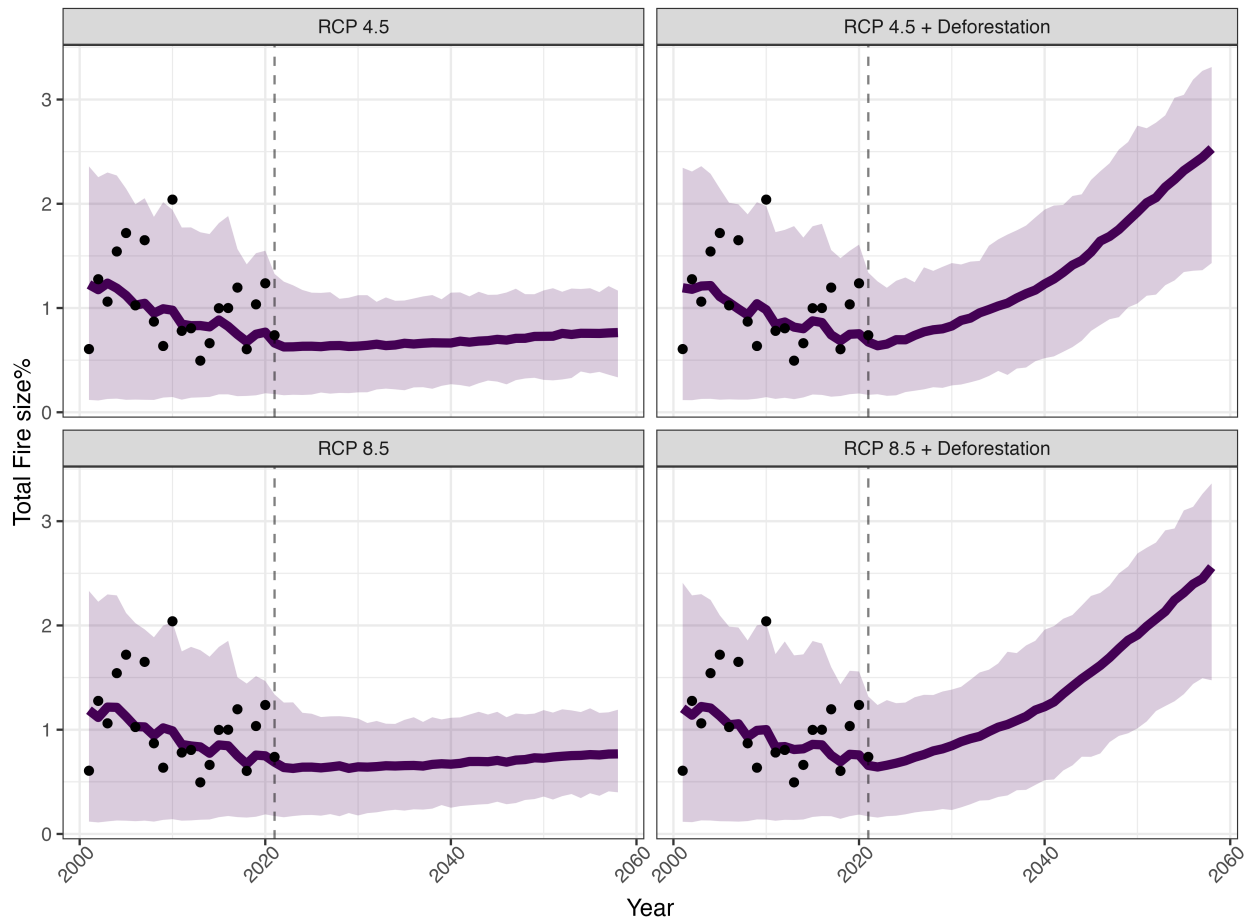 RCP 4.5
RCP 4.5 + Deforestation
3
2
1
0
RCP 8.5
RCP 8.5 + Deforestation
3
2
1
0
Total Fire size%
2000
2020
2040
2060
2000
2020
2040
2060
Year